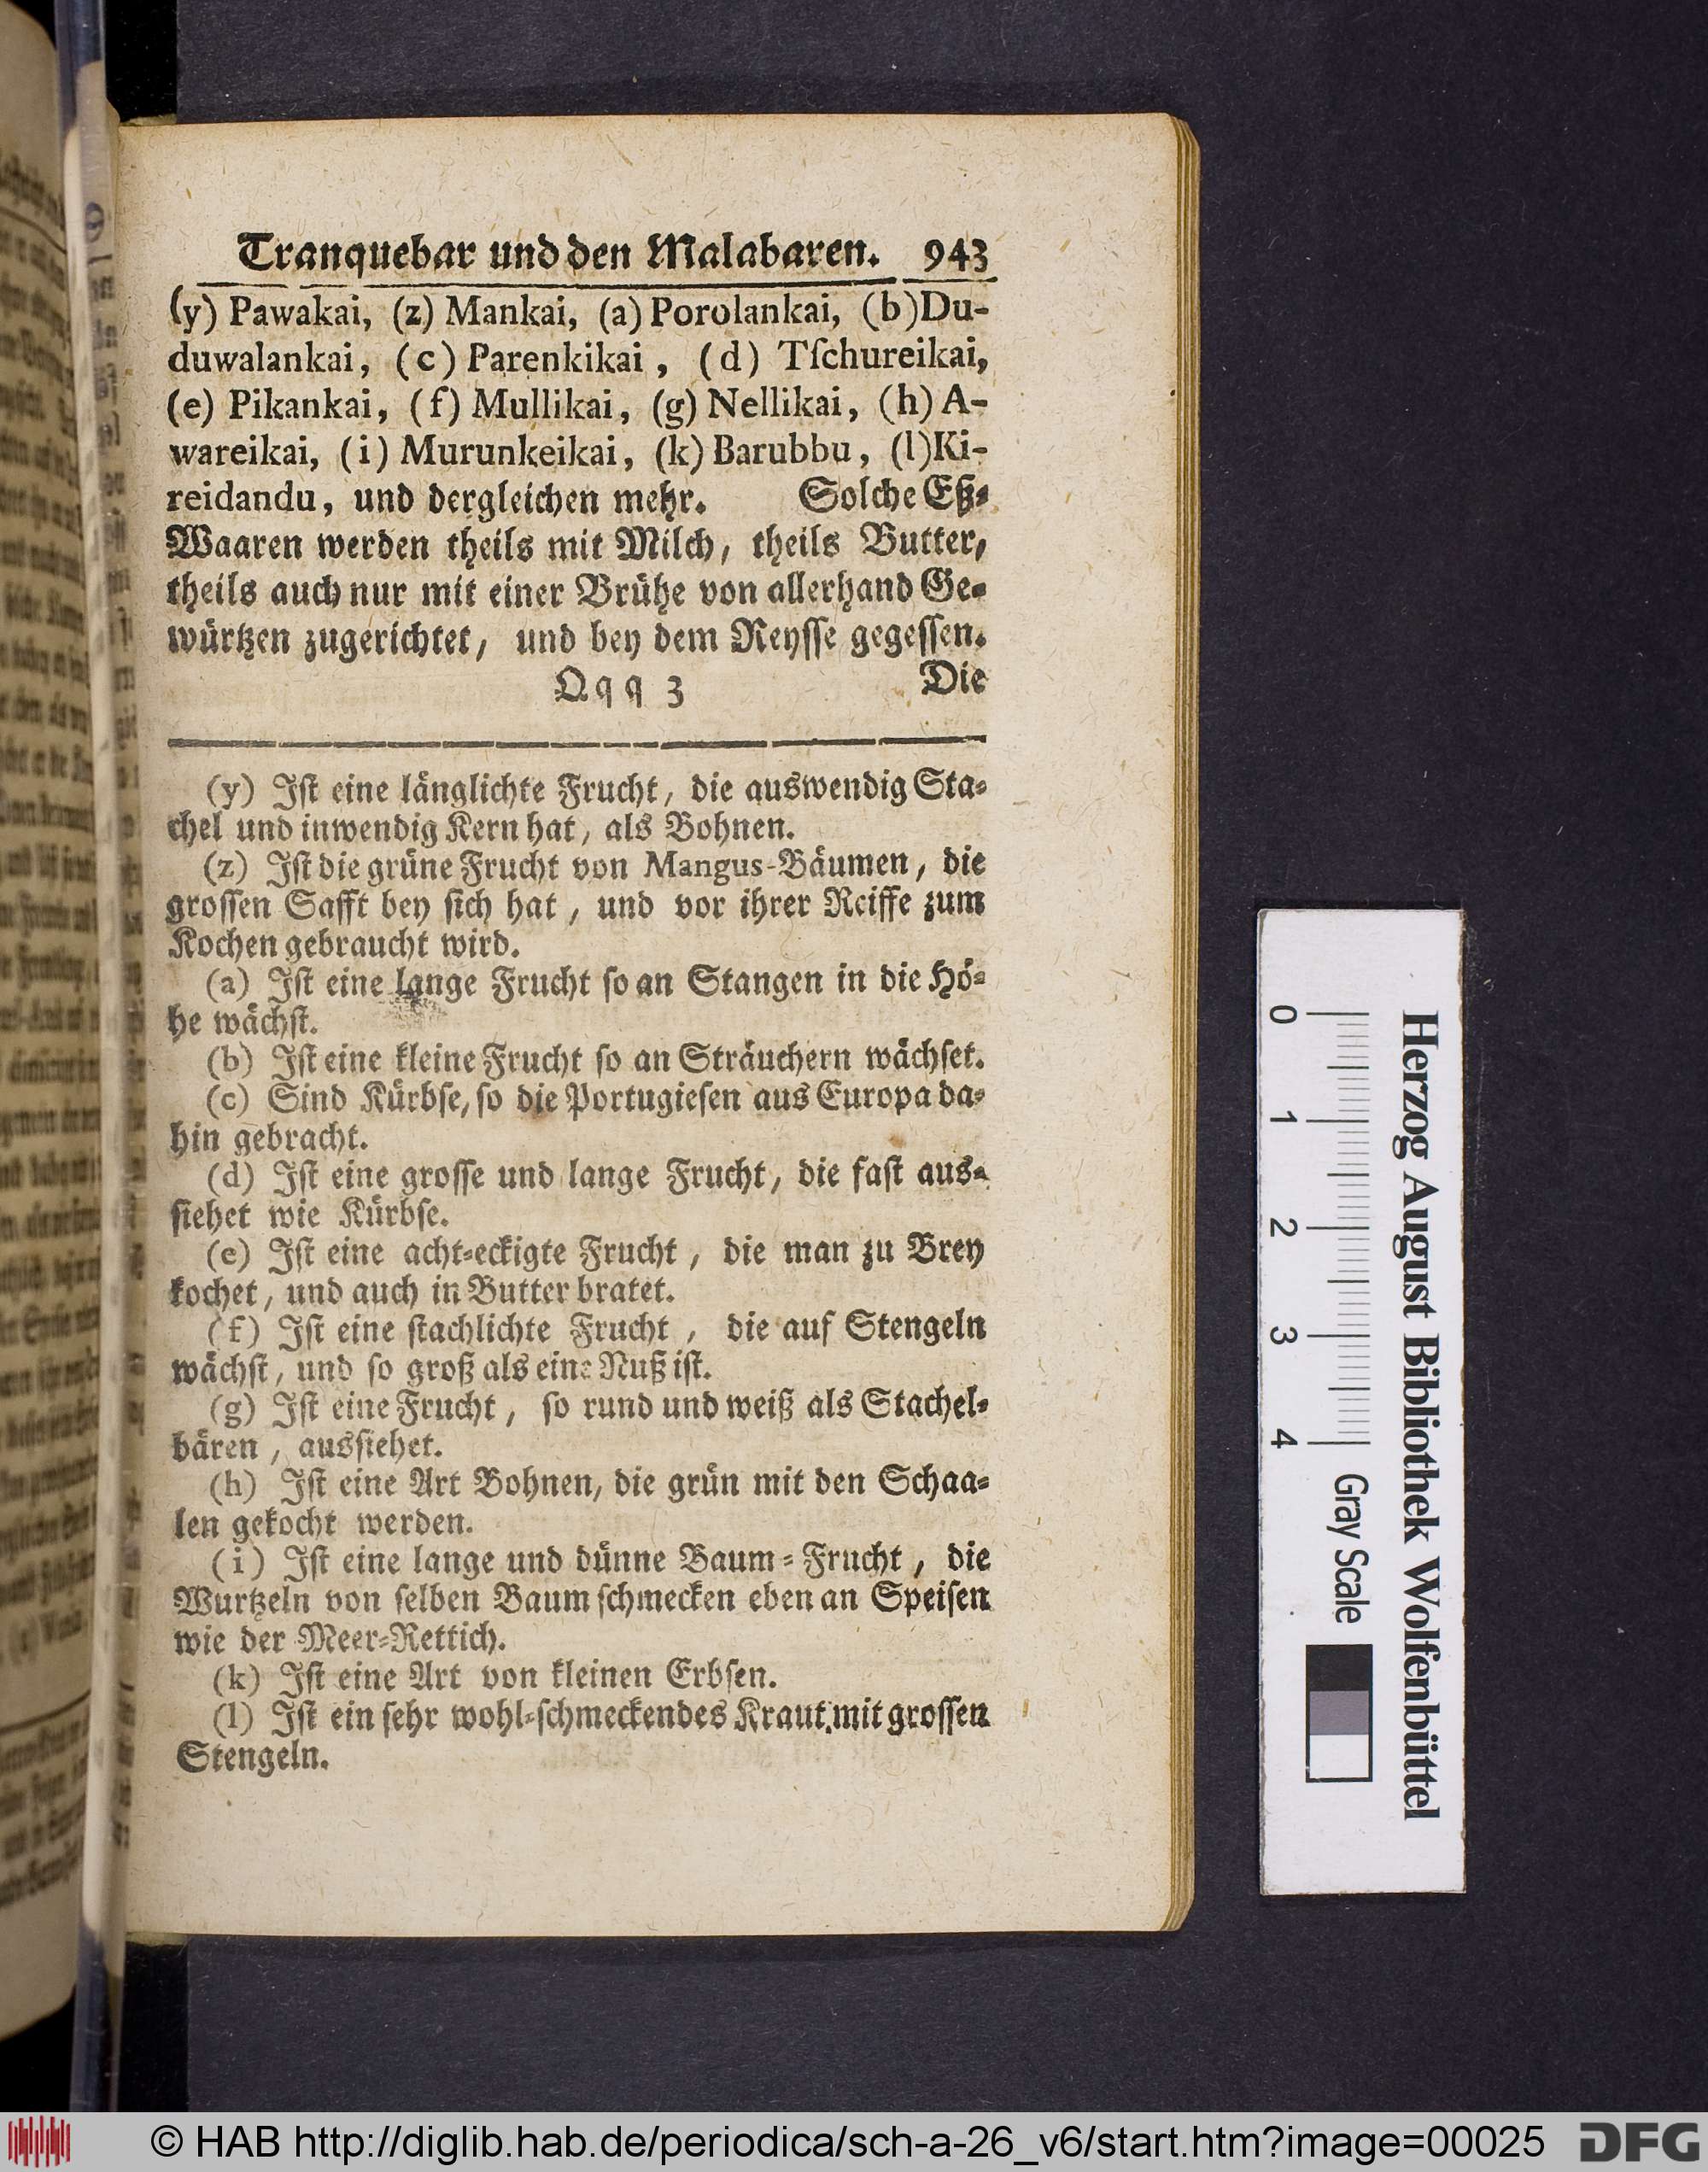 Tranquebar und den Malabaren. 943
(y) Pawakai, (z) Mankai, (a) Porolankai, (b) Du-
duwalankai, (c) Parenkikai, (d) Tſchureikai,
(e) Pikankai, (f) Mullikai, (g) Nellikai, (h) A-
wareikai, (i) Murunkeikai, (k) Barubbu, (l) Ki-
reidandu, und dergleichen mehr. Solche Eß-
Waaren werden theils mit Milch, theils Butter,
theils auch nur mit einer Brühe von allerhand Ge-
würtzen zugerichtet, und bey dem Reyſſe gegeſſen.
Qqq 3 Die
(y) Iſt eine länglichte Frucht, die auswendig Sta-
chel und inwendig Kern hat, als Bohnen.
(z) Iſt die grüne Frucht von Mangus-Bäumen, die
groſſen Safft bey ſich hat, und vor ihrer Reiffe zum
Kochen gebraucht wird.
(a) Iſt eine lange Frucht ſo an Stangen in die Hö-
he wächſt.
(b) Iſt eine kleine Frucht ſo an Sträuchern wächſet.
(c) Sind Kürbſe, ſo die Portugieſen aus Europa da-
hin gebracht.
(d) Iſt eine groſſe und lange Frucht, die faſt aus-
ſiehet wie Kürbſe.
(e) Iſt eine acht-eckigte Frucht, die man zu Brey
kochet, und auch in Butter bratet.
(f) Iſt eine ſtachlichte Frucht, die auf Stengeln
wächſt, und ſo groß als eine Nuß iſt.
(g) Iſt eine Frucht, ſo rund und weiß als Stachel-
bären, ausſiehet.
(h) Iſt eine Art Bohnen, die grün mit den Schaa-
len gekocht werden.
(i) Iſt eine lange und dünne Baum-Frucht, die
Wurtzeln von ſelben Baum ſchmecken eben an Speiſen
wie der Meer-Rettich.
(k) Iſt eine Art von kleinen Erbſen.
(l) Iſt ein ſehr wohl-ſchmeckendes Kraut mit groſſen
Stengeln.
Herzog August Bibliothek Wolfenbüttel
0 1 2 3 4 Gray Scale
© HAB http://diglib.hab.de/periodica/sch-a-26_v6/start.htm?image=00025 DFG